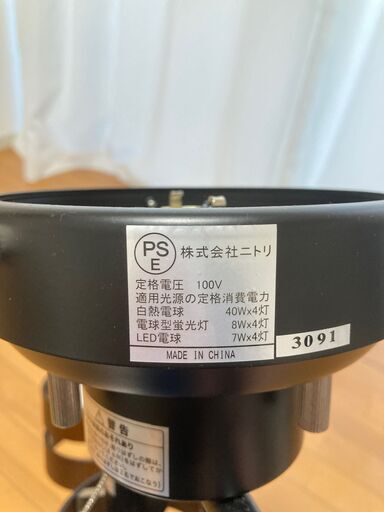 PS
E
株式会社ニトリ
定格電圧 100V
適用光源の定格消費電力
白熱電球 40W×4灯
電球型蛍光灯 8W×4灯
LED電球 7W×4灯
MADE IN CHINA
3091
警告